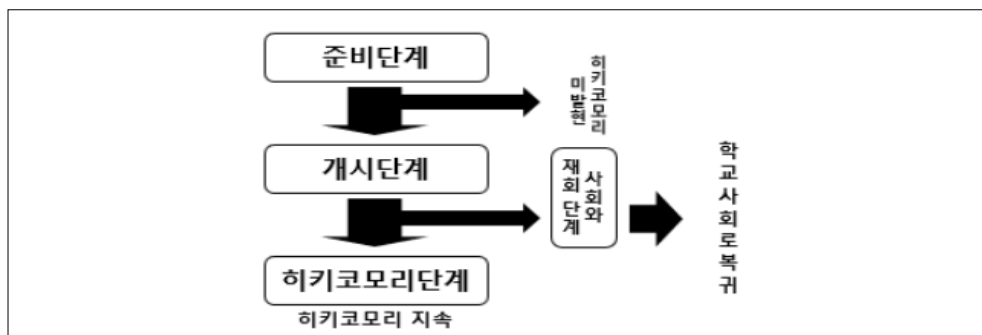 준비단계
히키코모리
미발현
개시단계
사회와
재회 단계
학교사회로복귀
히키코모리단계
히키코모리 지속